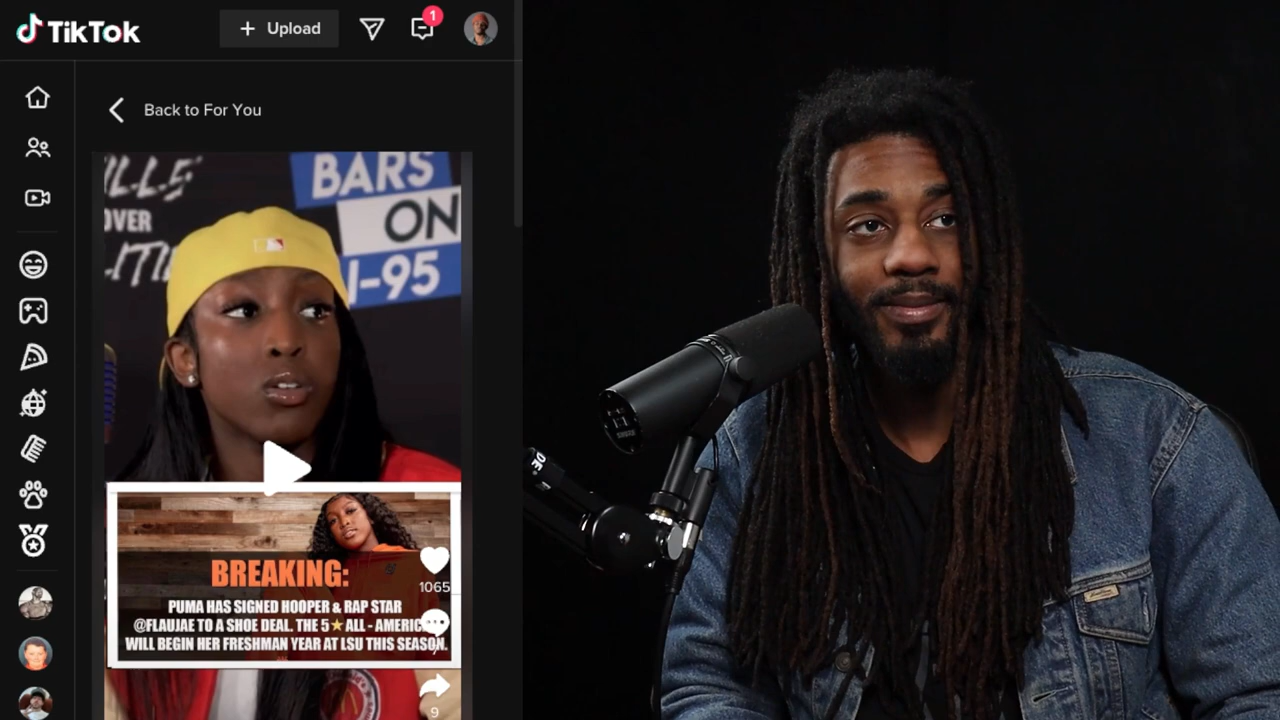 TikTok
+ Upload
1
Back to For You
BARS
ON
I-95
OVER
BREAKING:
PUMA HAS SIGNED HOOPER & RAP STAR
@FLAUJAE TO A SHOE DEAL. THE 5★ALL - AMERIC
WILL BEGIN HER FRESHMAN YEAR AT LSU THIS SEASON.
1065
9
SHURE